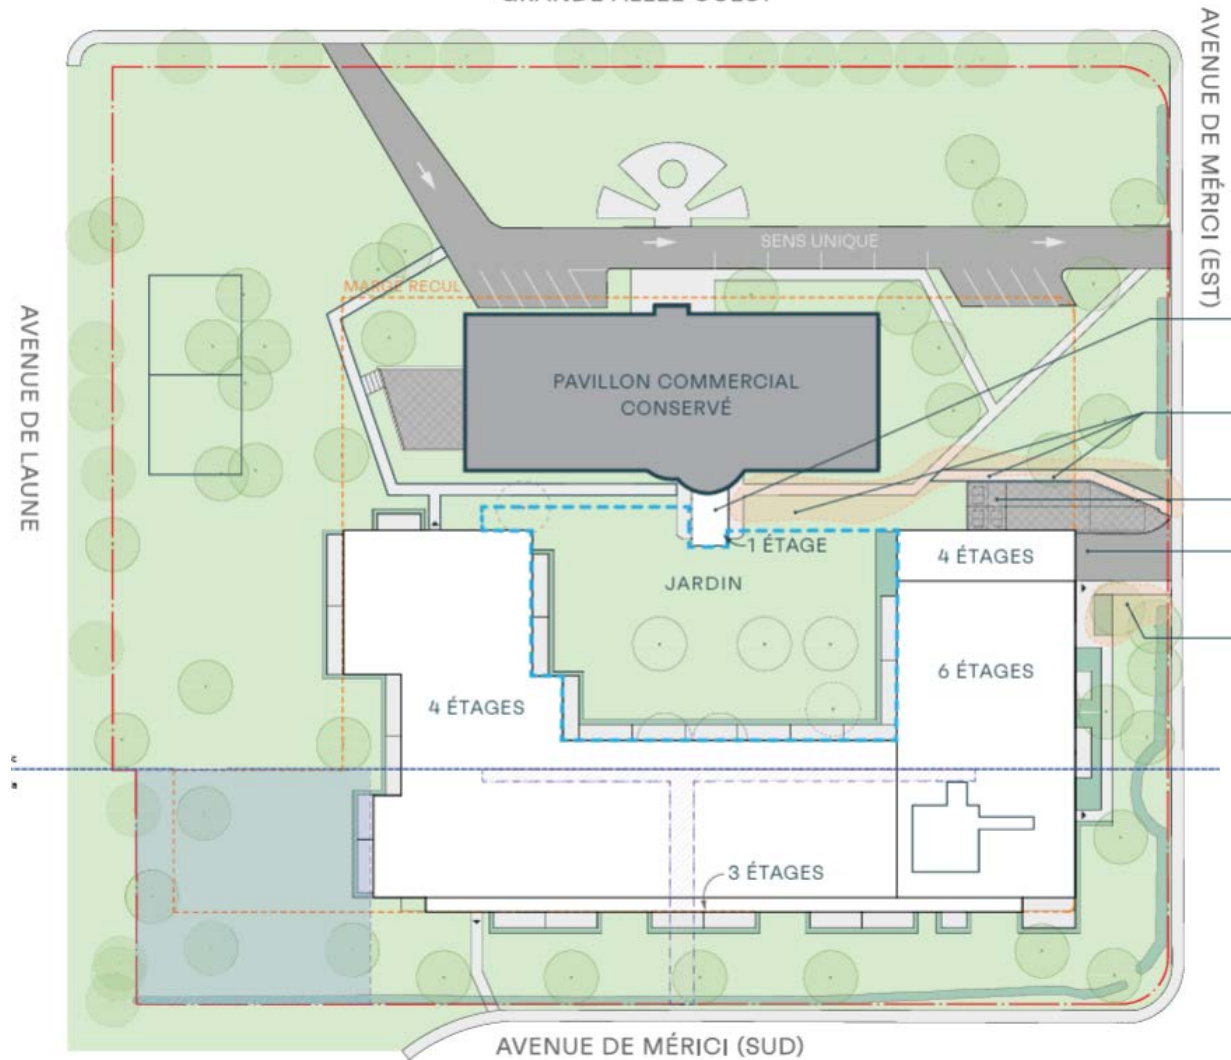 GRANDE ALLÉE OUEST
AVENUE DE MÉRICI (EST)
SENS UNIQUE
MARGE RECUL
AVENUE DE LAUNE
PAVILLON COMMERCIAL
CONSERVÉ
1 ÉTAGE
4 ÉTAGES
JARDIN
6 ÉTAGES
4 ÉTAGES
3 ÉTAGES
AVENUE DE MÉRICI (SUD)